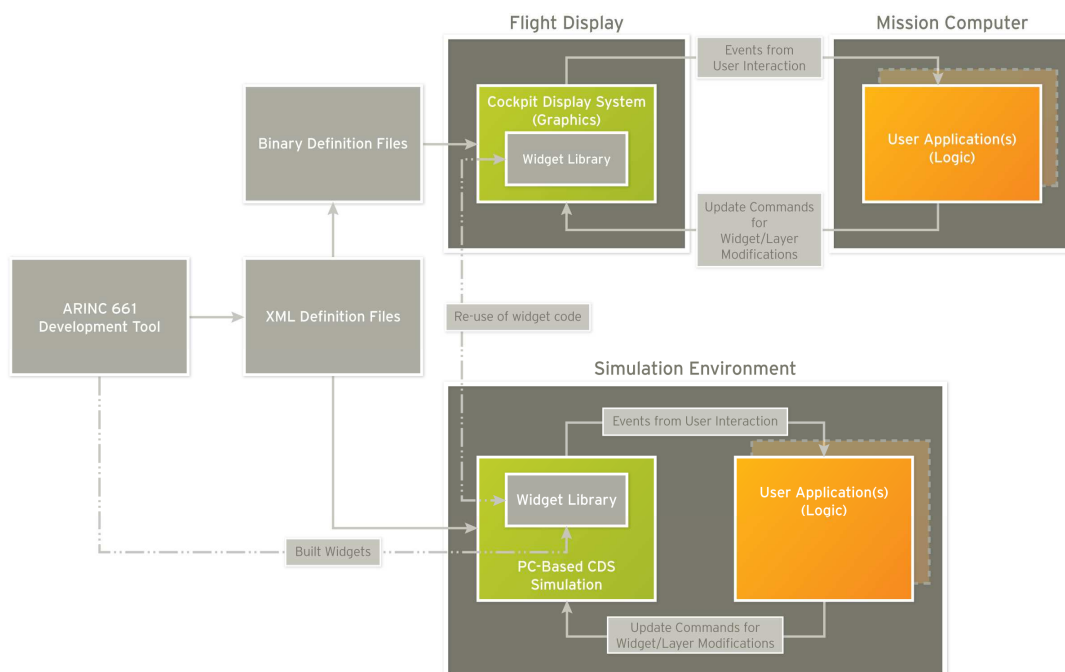 Flight Display
Mission Computer
Events from
User Interaction
Cockpit Display System
(Graphics)
Widget Library
User Application(s)
(Logic)
Binary Definition Files
Update Commands
for
Widget/Layer
Modifications
ARINC 661
Development Tool
XML Definition Files
Re-use of widget code
Simulation Environment
Events from User Interaction
Widget Library
User Application(s)
(Logic)
Built Widgets
PC-Based CDS
Simulation
Update Commands for
Widget/Layer Modifications